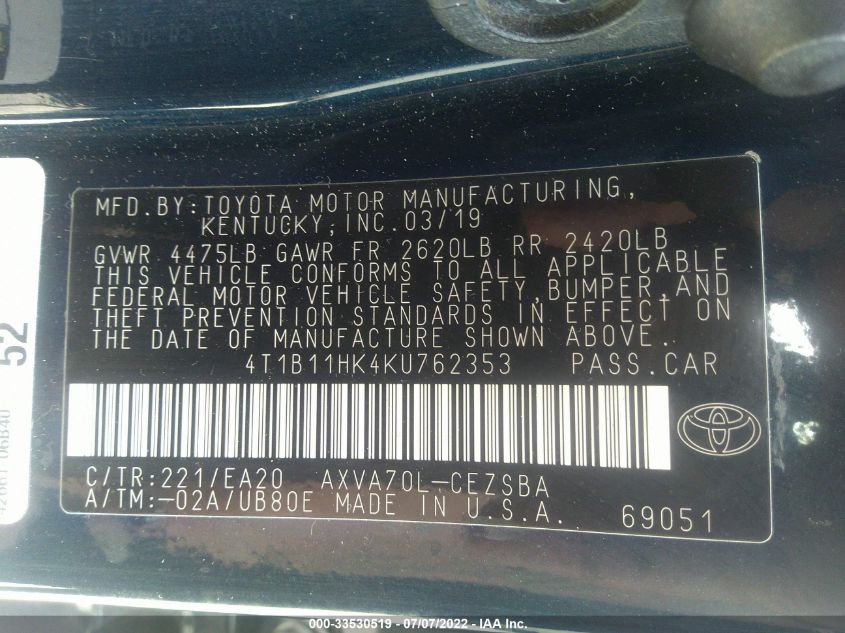 MFD.BY:TOYOTA MOTOR MANUFACTURING,
KENTUCKY,INC.03/19
GVWR 4475LB GAWR FR 2620LB RR 2420LB
THIS VEHICLE CONFORMS TO ALL APPLICABLE
FEDERAL MOTOR VEHICLE SAFETY,BUMPER,AND
THEFT PREVENTION STANDARDS IN EFFECT ON
THE DATE OF MANUFACTURE SHOWN ABOVE.
4T1B11HK4KU762353 PASS.CAR
C/TR:221/EA20 AXVA70L-CEZSBA
A/TM:-02A/UB80E MADE IN U.S.A. 69051
52
06B40
000-33530519 - 07/07/2022 - IAA Inc.